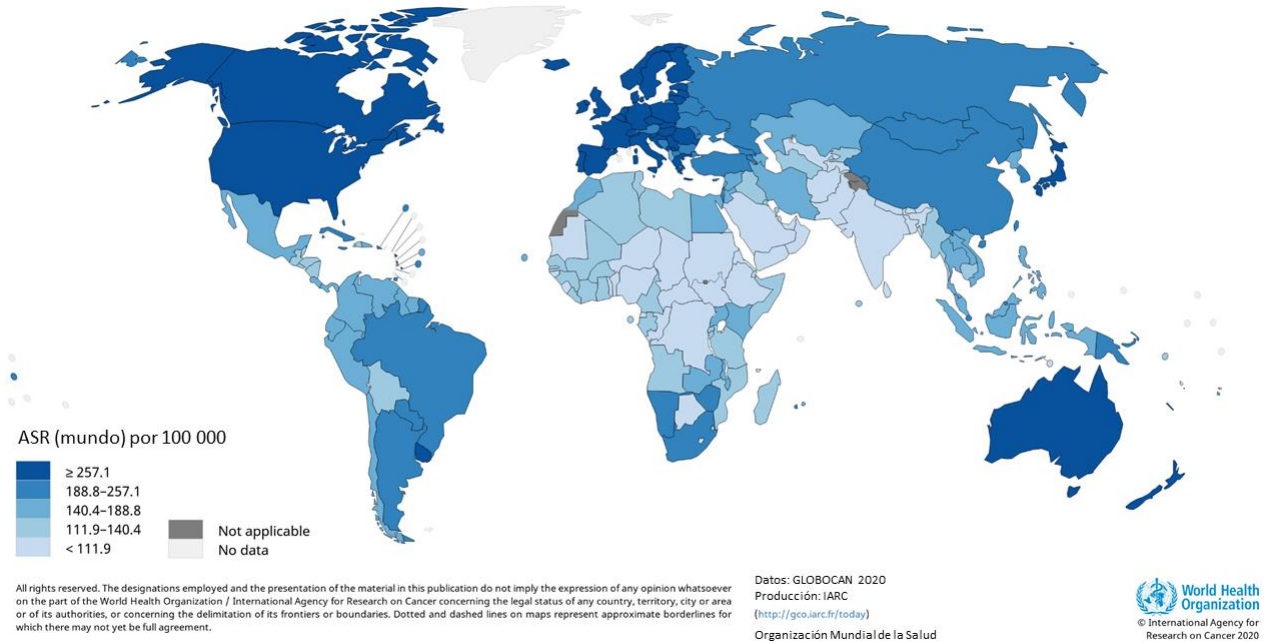 ASR (mundo) por 100 000
≥ 257.1
188.8–257.1
140.4–188.8
111.9–140.4
< 111.9
Not applicable
No data
All rights reserved. The designations employed and the presentation of the material in this publication do not imply the expression of any opinion whatsoever
on the part of the World Health Organization / International Agency for Research on Cancer concerning the legal status of any country, territory, city or area
or of its authorities, or concerning the delimitation of its frontiers or boundaries. Dotted and dashed lines on maps represent approximate borderlines for
which there may not yet be full agreement.
Datos: GLOBOCAN 2020
Producción: IARC
(http://gco.iarc.fr/today)
Organización Mundial de la Salud
World Health
Organization
© International Agency for
Research on Cancer 2020